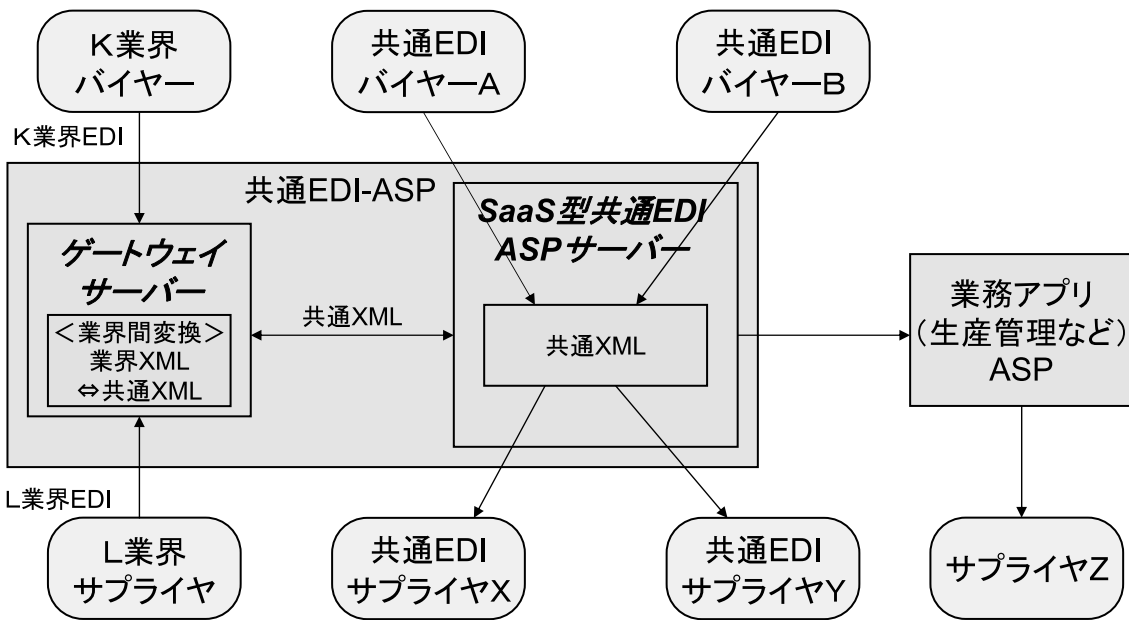 K業界
バイヤー
共通EDI
バイヤーA
共通EDI
バイヤーB
K業界EDI
共通EDI-ASP
SaaS型共通EDI
ASPサーバー
ゲートウェイ
サーバー
＜業界間変換＞
業界XML
⇔共通XML
共通XML
共通XML
業務アプリ
（生産管理など）
ASP
L業界EDI
L業界
サプライヤ
共通EDI
サプライヤX
共通EDI
サプライヤY
サプライヤZ